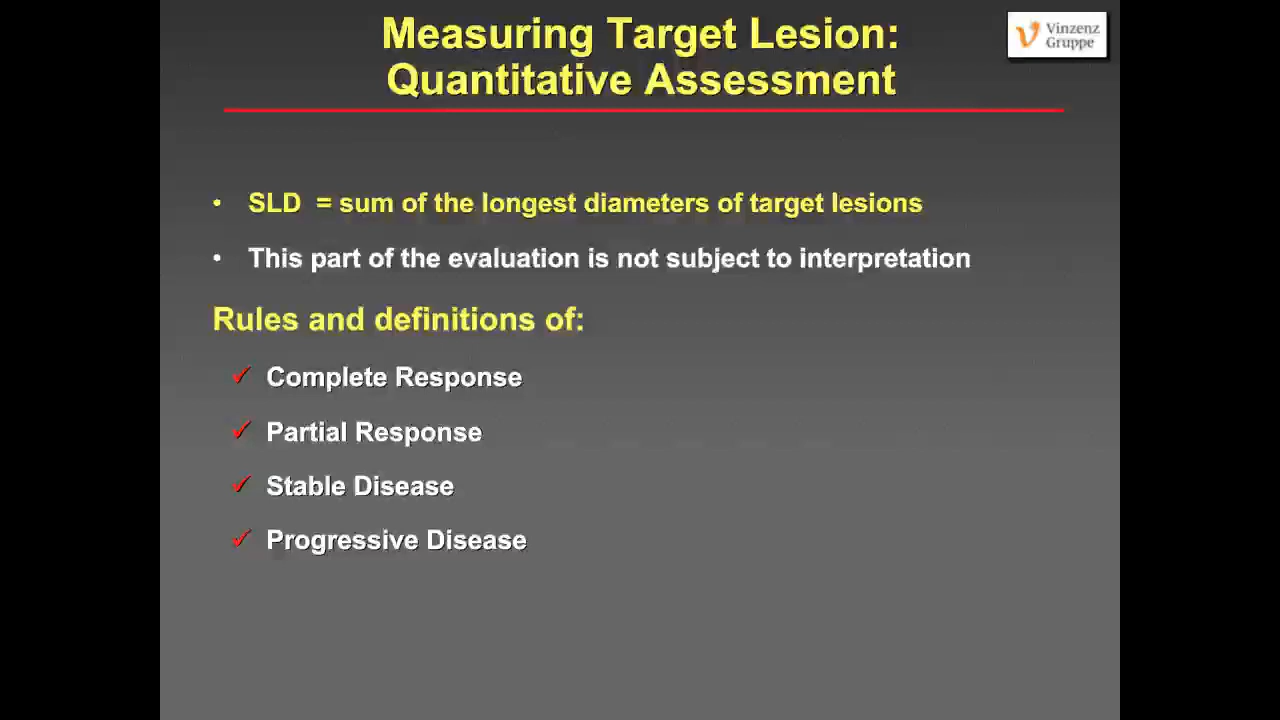 Measuring Target Lesion:
Quantitative Assessment
Vinzenz
Gruppe
• SLD = sum of the longest diameters of target lesions
• This part of the evaluation is not subject to interpretation
Rules and definitions of:
✓ Complete Response
✓ Partial Response
✓ Stable Disease
✓ Progressive Disease